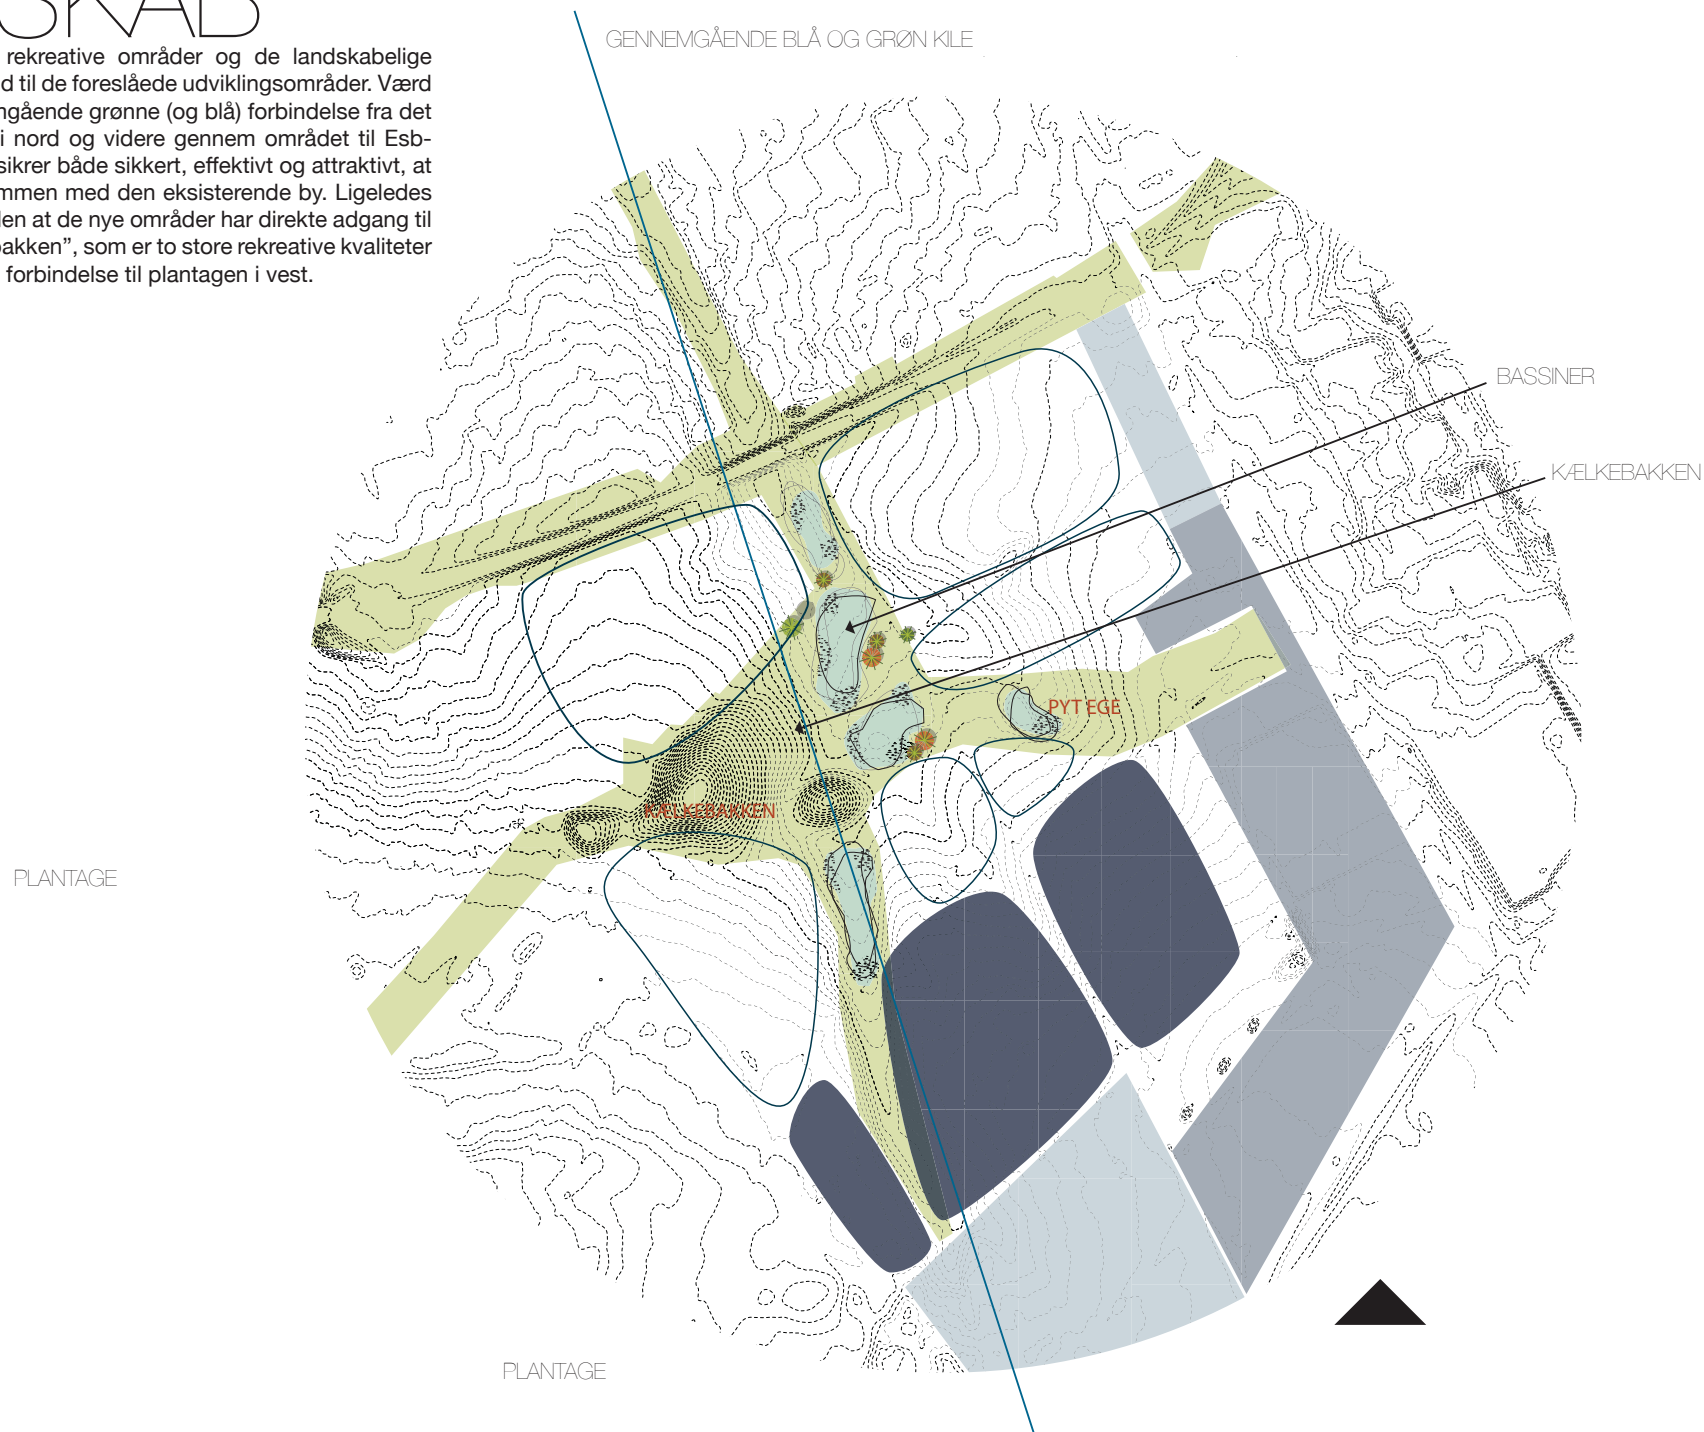 SKAB
rekreative områder og de landskabelige
d til de foreslåede udviklingsområder. Værd
ngående grønne (og blå) forbindelse fra det
i nord og videre gennem området til Esb-
sikrer både sikkert, effektivt og attraktivt, at
mmen med den eksisterende by. Ligeledes
den at de nye områder har direkte adgang til
bakken”, som er to store rekreative kvaliteter
forbindelse til plantagen i vest.
GENNEMGÅENDE BLÅ OG GRØN KILE
BASSINER
KÆLKEBAKKEN
PYT EGE
KÆLKEBAKKEN
PLANTAGE
PLANTAGE